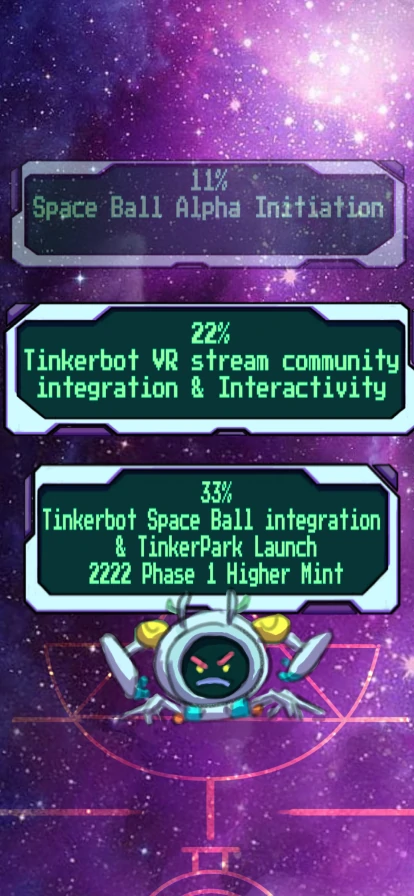 11%
Space Ball Alpha Initiation
22%
Tinkerbot VR stream community
integration & Interactivity
33%
Tinkerbot Space Ball integration
& TinkerPark Launch
2222 Phase 1 Higher Mint